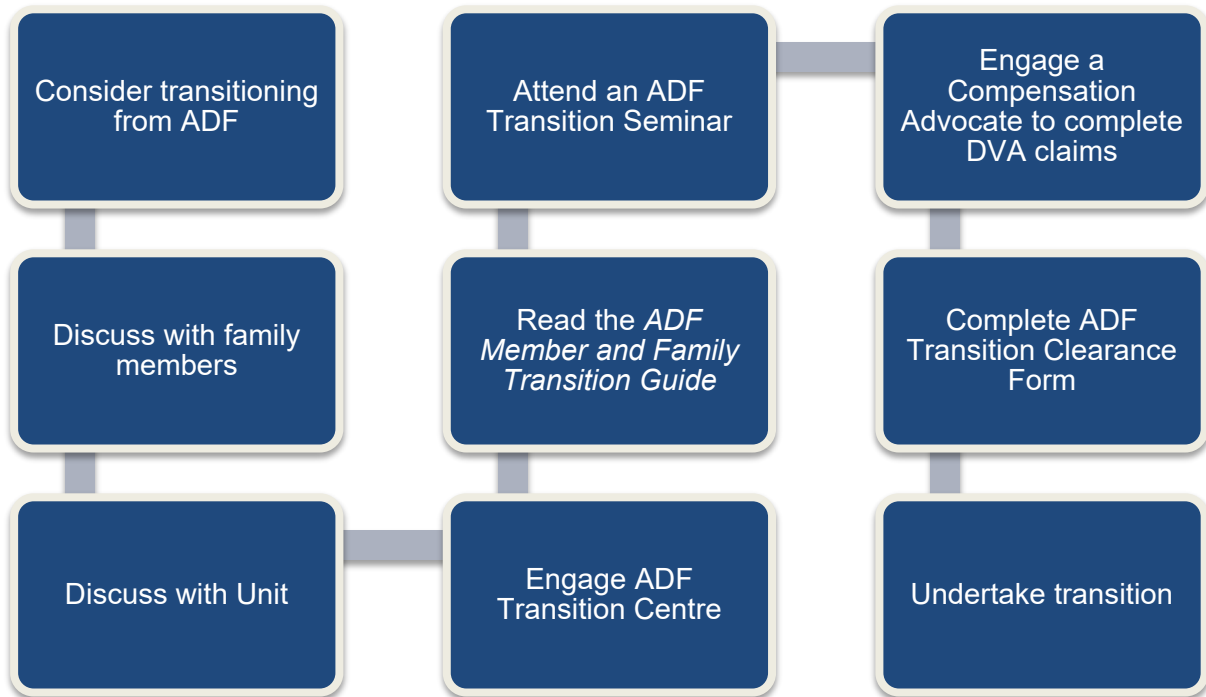 Consider transitioning
from ADF
Discuss with family
members
Discuss with Unit
Engage ADF
Transition Centre
Read the ADF
Member and Family
Transition Guide
Attend an ADF
Transition Seminar
Engage a
Compensation
Advocate to complete
DVA claims
Complete ADF
Transition Clearance
Form
Undertake transition